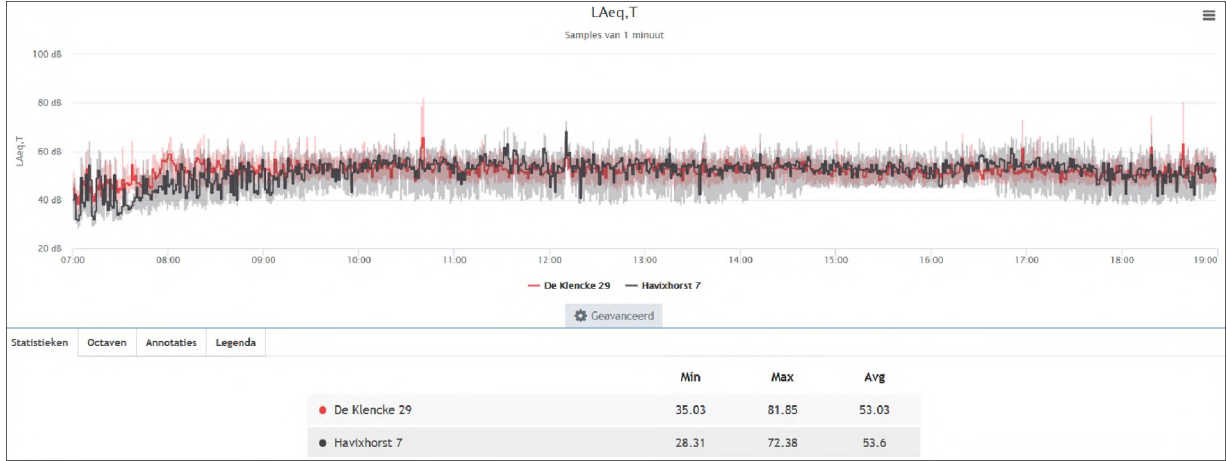 LAeq,T
Samples van 1 minuut
100 dB
80 dB
60 dB
40 dB
20 dB
LAeq,T
07:00 08:00 09:00 10:00 11:00 12:00 13:00 14:00 15:00 16:00 17:00 18:00 19:00
De Klencke 29 Havixhorst 7
Geavanceerd
Statistieken Octaven Annotaties Legenda
Min Max Avg
De Klencke 29 35.03 81.85 53.03
Havixhorst 7 28.31 72.38 53.6